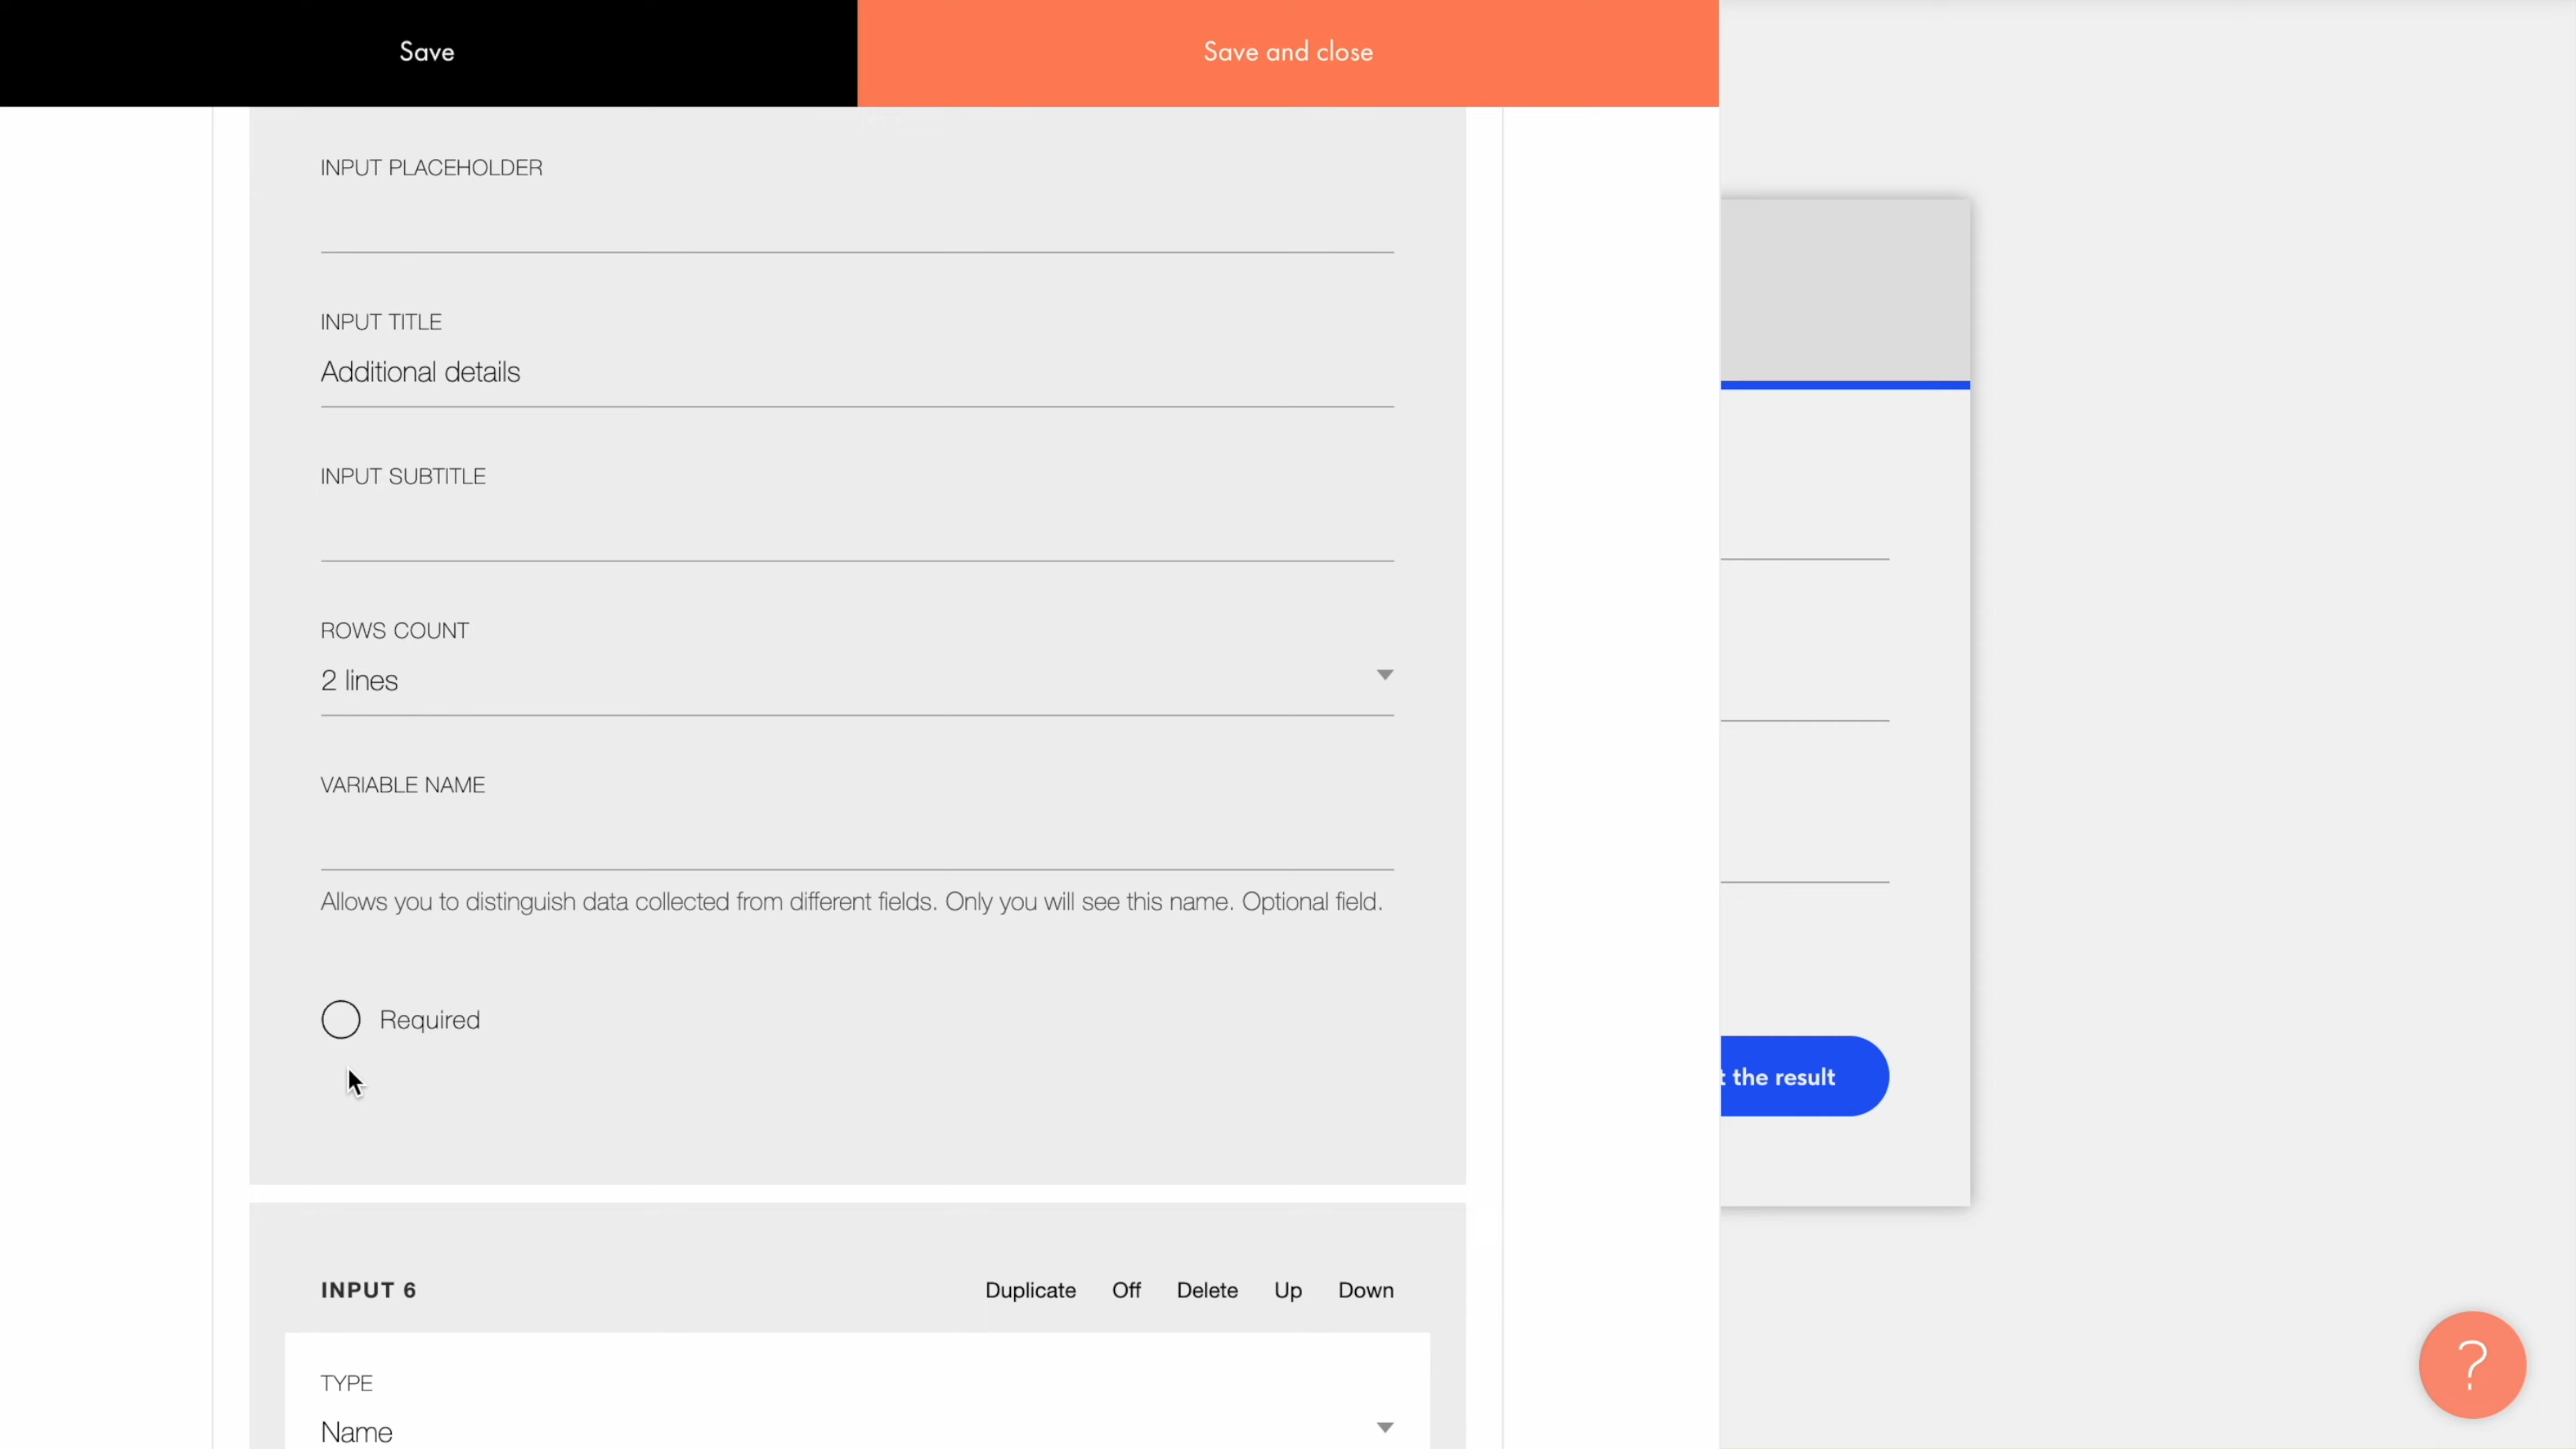 Save
Save and close
INPUT PLACEHOLDER
INPUT TITLE
Additional details
INPUT SUBTITLE
ROWS COUNT
2 lines
VARIABLE NAME
Allows you to distinguish data collected from different fields. Only you will see this name. Optional field.
Required
the result
INPUT 6 Duplicate Off Delete Up Down
TYPE
Name
?